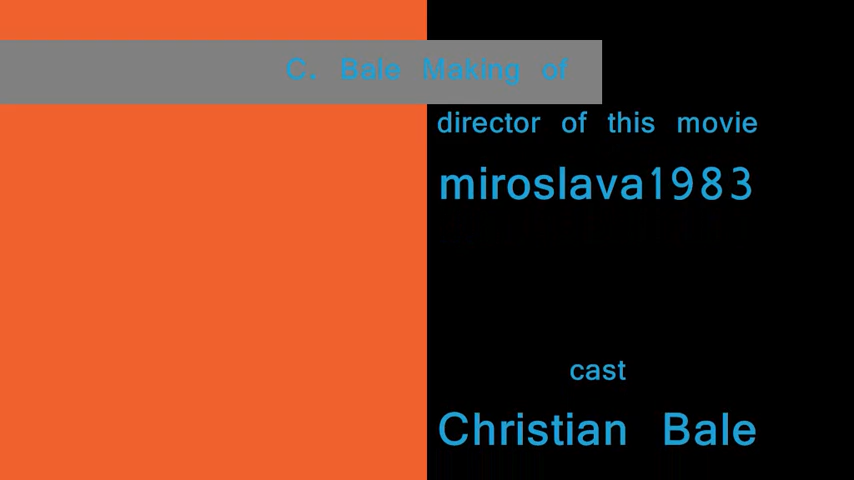 C. Bale Making of
director of this movie
miroslava1983
cast
Christian Bale